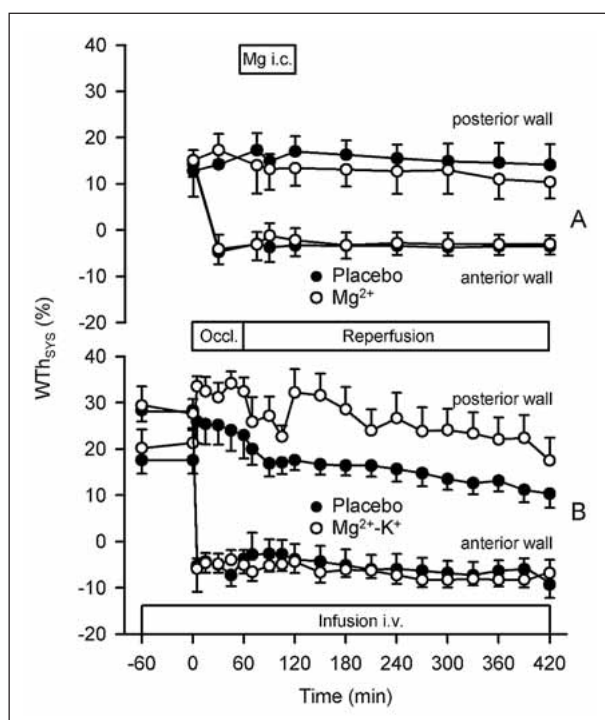 40
Mg i.c.
30
posterior wall
20
10
A
0
-10
Placebo
anterior wall
Mg²⁺
-20
WTh_SYS (%)
Occl.
Reperfusion
40
posterior wall
30
20
10
Placebo
B
Mg²⁺-K⁺
0
anterior wall
-10
Infusion i.v.
-20
-60 0 60 120 180 240 300 360 420
Time (min)